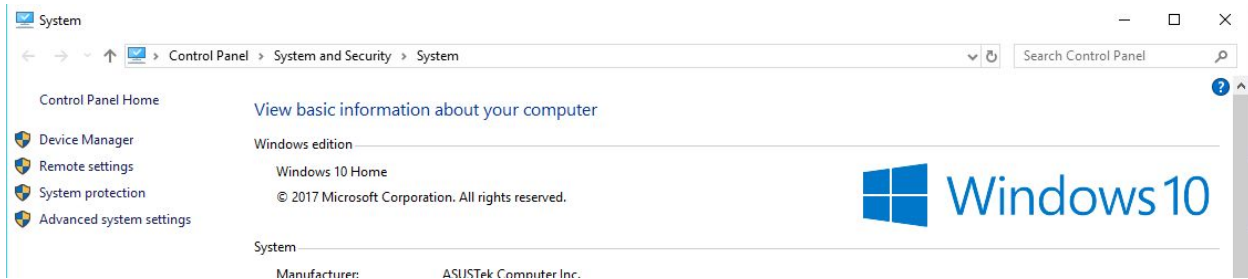 System
Control Panel > System and Security > System
Search Control Panel
Control Panel Home
Device Manager
Remote settings
System protection
Advanced system settings
View basic information about your computer
Windows edition
Windows 10 Home
© 2017 Microsoft Corporation. All rights reserved.
Windows 10
System
Manufacturer: ASUSTek Computer Inc.